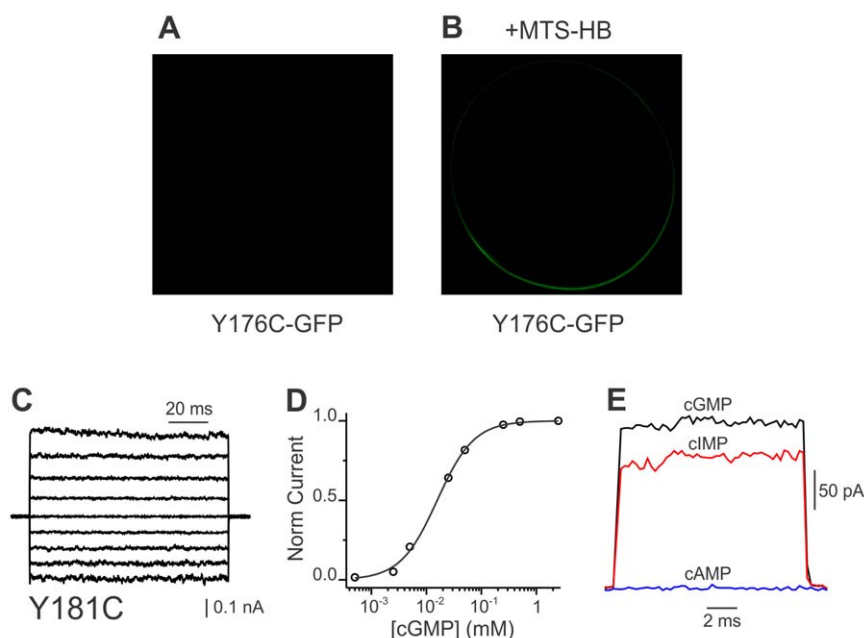 A
B
+MTS-HB
Y176C-GFP
Y176C-GFP
C
20 ms
Y181C
0.1 nA
D
1.0
0.5
0.0
Norm Current
10⁻³
10⁻²
10⁻¹
1
[cGMP] (mM)
E
cGMP
cIMP
50 pA
cAMP
2 ms